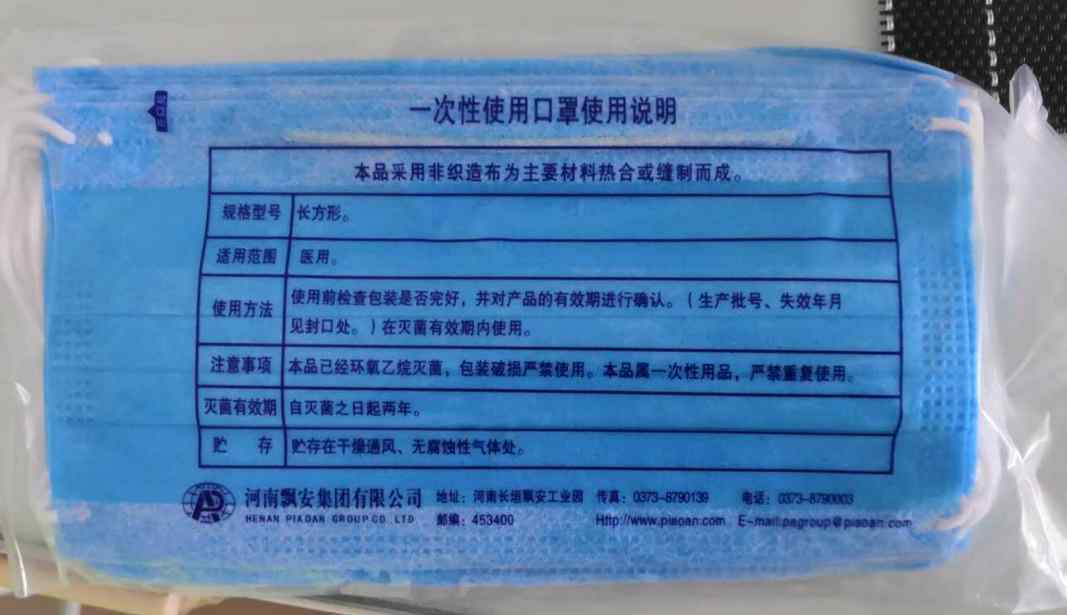 一次性使用口罩使用说明
本品采用非织造布为主要材料热合或缝制而成。
规格型号 长方形。
适用范围 医用。
使用方法 使用前检查包装是否完好，并对产品的有效期进行确认。（生产批号、失效年月
见封口处。）在灭菌有效期内使用。
注意事项 本品已经环氧乙烷灭菌，包装破损严禁使用。本品属一次性用品，严禁重复使用。
灭菌有效期 自灭菌之日起两年。
贮 存 贮存在干燥通风、无腐蚀性气体处。
河南飘安集团有限公司 地址：河南长垣飘安工业园 传真：0373-8790139 电话：0373-8790003
HENAN PIAOAN GROUP CO. LTD 邮编：453400 Http://www.piaoan.com E-mail:pagroup@piaoan.com